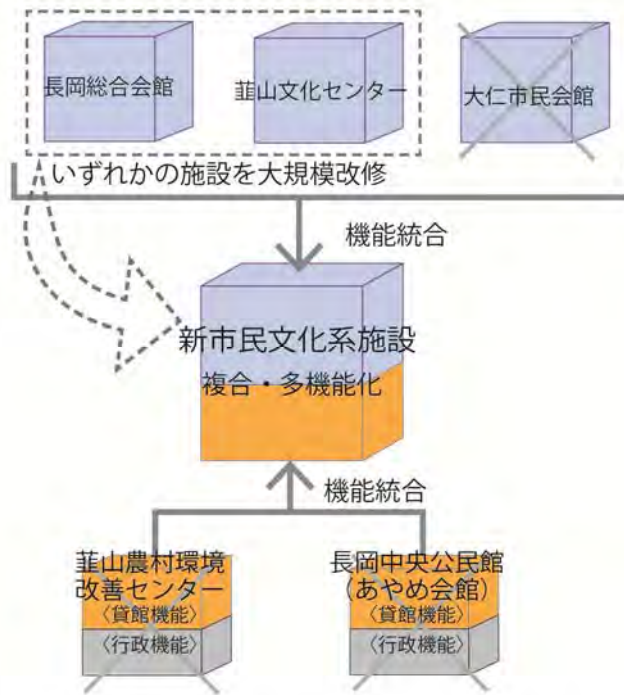 長岡総合会館
韮山文化センター
大仁市民会館
いずれかの施設を大規模改修
機能統合
新市民文化系施設
複合・多機能化
機能統合
韮山農村環境
改善センター
〈貸館機能〉
〈行政機能〉
長岡中央公民館
（あやめ会館）
〈貸館機能〉
〈行政機能〉